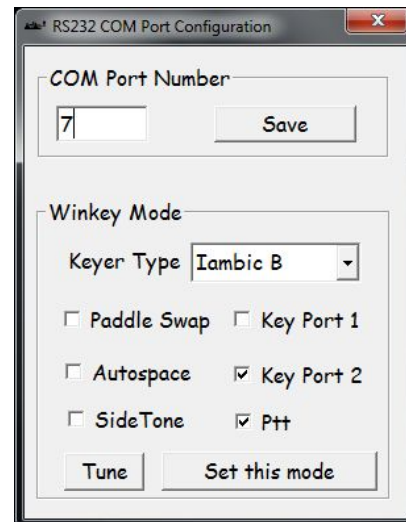 RS232 COM Port Configuration
COM Port Number
7
Save
Winkey Mode
Keyer Type Iambic B
Paddle Swap Key Port 1
Autospace Key Port 2
SideTone Ptt
Tune Set this mode